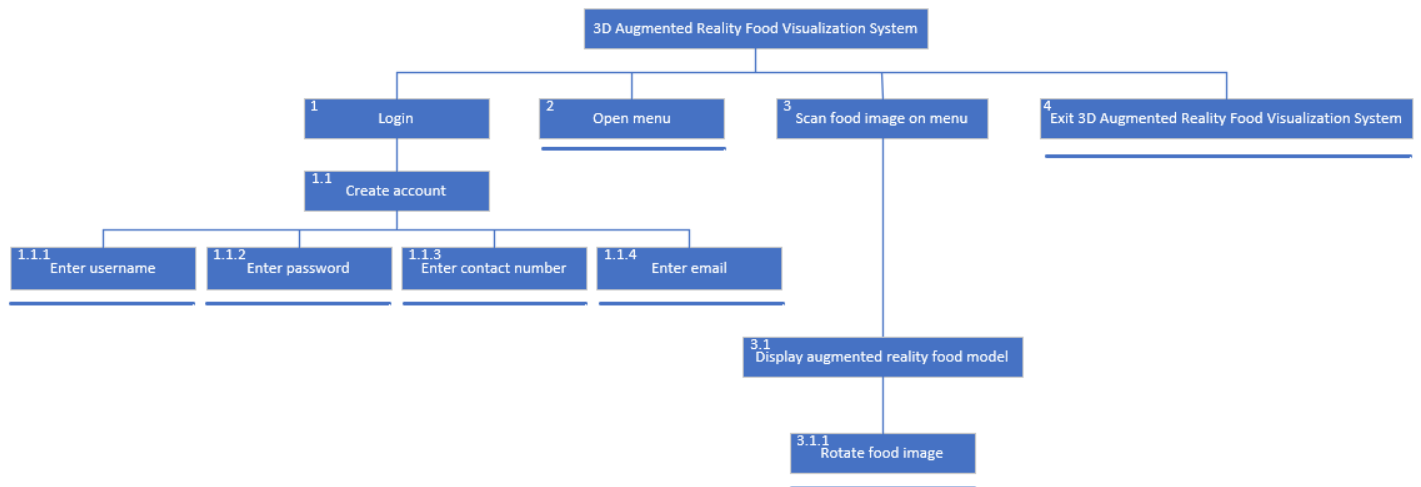 3D Augmented Reality Food Visualization System
1
Login
2
Open menu
3
Scan food image on menu
4
Exit 3D Augmented Reality Food Visualization System
1.1
Create account
1.1.1
Enter username
1.1.2
Enter password
1.1.3
Enter contact number
1.1.4
Enter email
3.1
Display augmented reality food model
3.1.1
Rotate food image